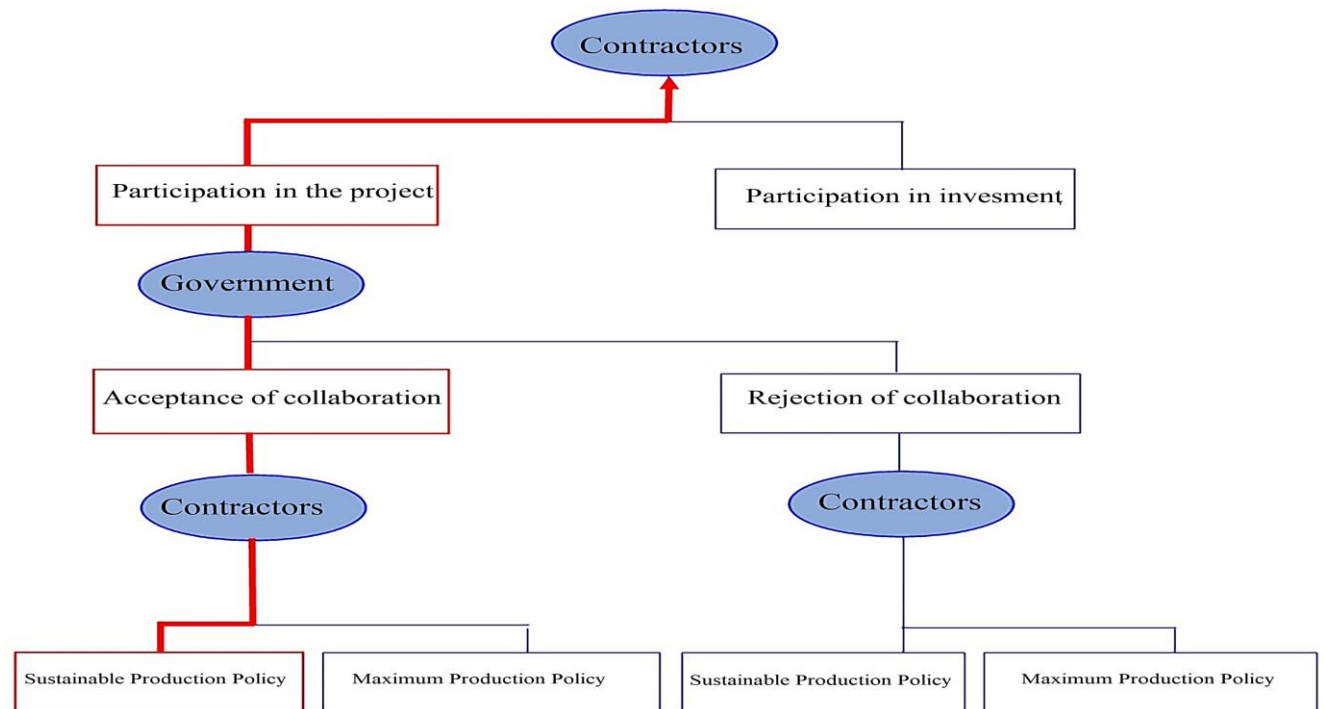 Contractors
Participation in the project
Participation in invesment
Government
Acceptance of collaboration
Rejection of collaboration
Contractors
Contractors
Sustainable Production Policy
Maximum Production Policy
Sustainable Production Policy
Maximum Production Policy